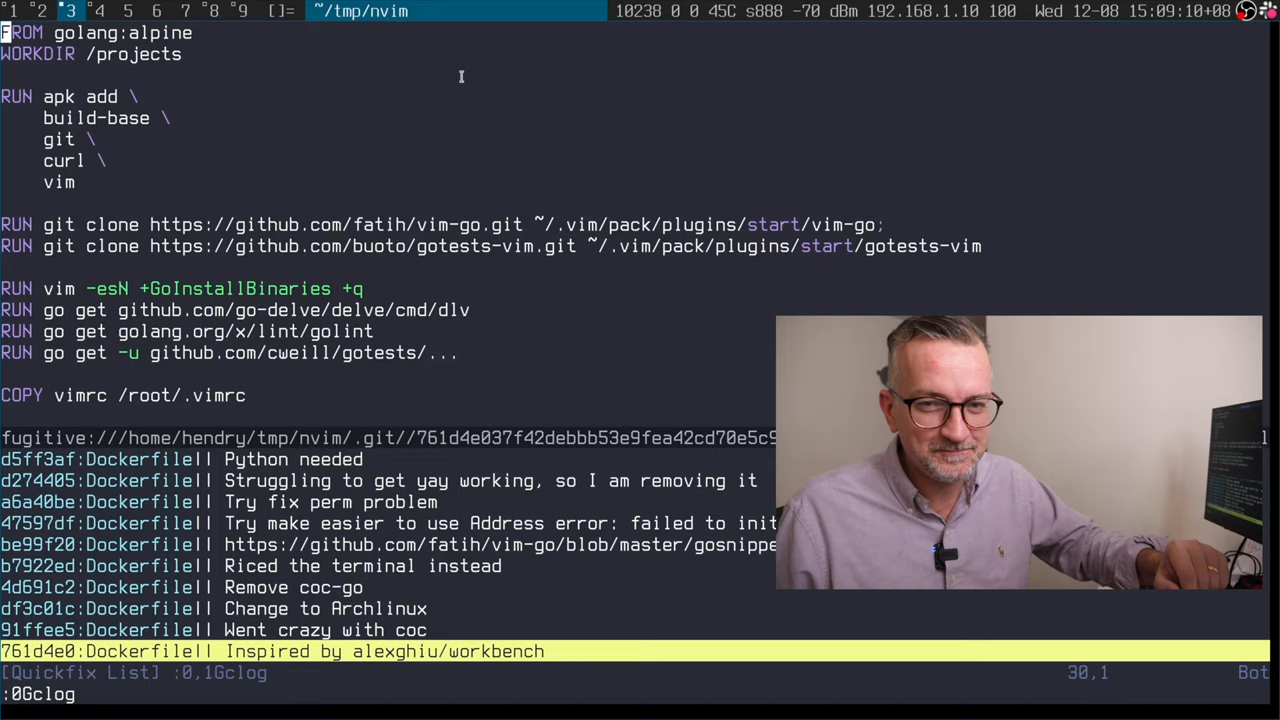 1 2 3 4 5 6 7 8 9 []= ~/tmp/nvim 10238 0 0 45C s888 -70 dBm 192.168.1.10 100 Wed 12-08 15:09:10+08
FROM golang:alpine
WORKDIR /projects
RUN apk add \
build-base \
git \
curl \
vim
RUN git clone https://github.com/fatih/vim-go.git ~/.vim/pack/plugins/start/vim-go;
RUN git clone https://github.com/buoto/gotests-vim.git ~/.vim/pack/plugins/start/gotests-vim
RUN vim -esN +GoInstallBinaries +q
RUN go get github.com/go-delve/delve/cmd/dlv
RUN go get golang.org/x/lint/golint
RUN go get -u github.com/cweill/gotests/...
COPY vimrc /root/.vimrc
fugitive:///home/hendry/tmp/nvim/.git//761d4e037f42debbb53e9fea42cd70e5c9
d5ff3af:Dockerfile|| Python needed
d274405:Dockerfile|| Struggling to get yay working, so I am removing it
a6a40be:Dockerfile|| Try fix perm problem
47597df:Dockerfile|| Try make easier to use Address error: failed to init
be99f20:Dockerfile|| https://github.com/fatih/vim-go/blob/master/gosnippe
b7922ed:Dockerfile|| Riced the terminal instead
4d691c2:Dockerfile|| Remove coc-go
df3c01c:Dockerfile|| Change to Archlinux
91ffee5:Dockerfile|| Went crazy with coc
761d4e0:Dockerfile|| Inspired by alexghiu/workbench
[Quickfix List] :0,1Gclog 30,1 Bot
:0Gclog